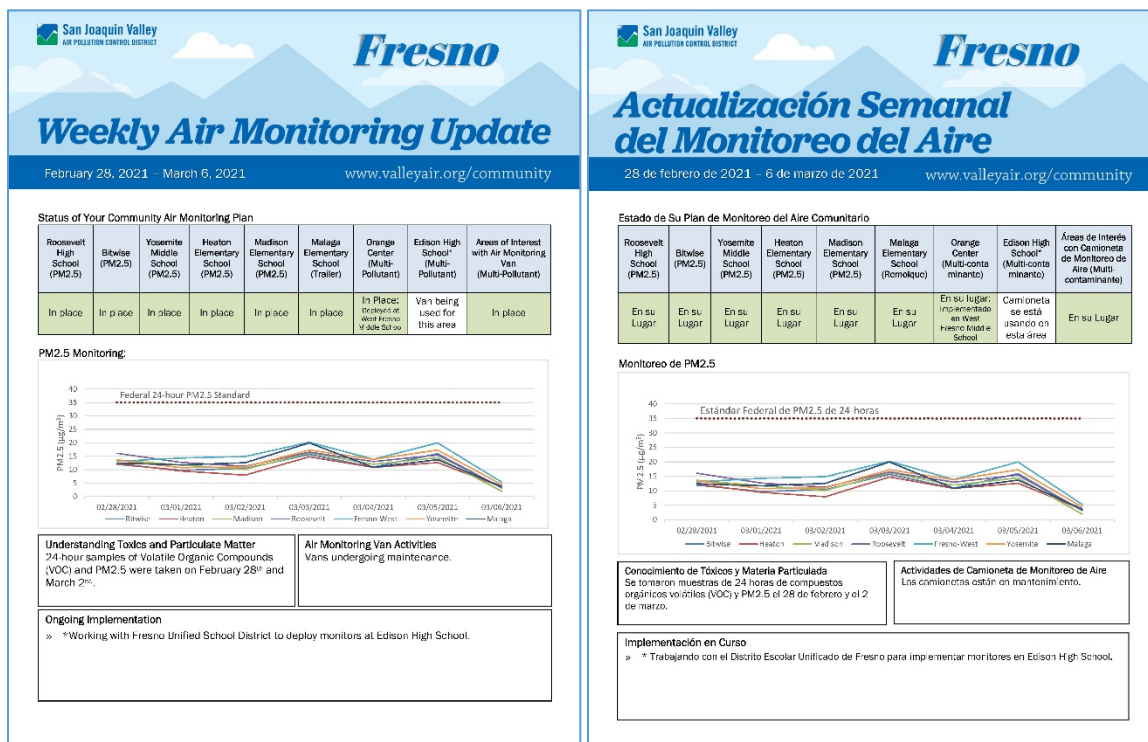 San Joaquin Valley
AIR POLLUTION CONTROL DISTRICT
Fresno
Weekly Air Monitoring Update
February 28, 2021 – March 6, 2021
www.valleyair.org/community
Status of Your Community Air Monitoring Plan
Roosevelt High School (PM2.5)
Bitwise (PM2.5)
Yosemite Middle School (PM2.5)
Heaton Elementary School (PM2.5)
Madison Elementary School (PM2.5)
Malaga Elementary School (Trailer)
Orange Center (Multi-Pollutant)
Edison High School* (Multi-Pollutant)
Areas of Interest with Air Monitoring Van (Multi-Pollutant)
In place
In place
In place
In place
In place
In place
In Place: Deployed at West Fresno Middle School
Van being used for this area
In place
PM2.5 Monitoring:
Federal 24-hour PM2.5 Standard
PM2.5 (µg/m³)
40
35
30
25
20
15
10
5
0
02/28/2021 03/01/2021 03/02/2021 03/03/2021 03/04/2021 03/05/2021 03/06/2021
Bitwise Heaton Madison Roosevelt Fresno-West Yosemite Malaga
Understanding Toxics and Particulate Matter
24-hour samples of Volatile Organic Compounds
(VOC) and PM2.5 were taken on February 28th and
March 2nd.
Air Monitoring Van Activities
Vans undergoing maintenance.
Ongoing Implementation
» *Working with Fresno Unified School District to deploy monitors at Edison High School.
San Joaquin Valley
AIR POLLUTION CONTROL DISTRICT
Fresno
Actualización Semanal
del Monitoreo del Aire
28 de febrero de 2021 – 6 de marzo de 2021
www.valleyair.org/community
Estado de Su Plan de Monitoreo del Aire Comunitario
Roosevelt High School (PM2.5)
Bitwise (PM2.5)
Yosemite Middle School (PM2.5)
Heaton Elementary School (PM2.5)
Madison Elementary School (PM2.5)
Malaga Elementary School (Remolque)
Orange Center (Multi-conta minante)
Edison High School* (Multi-conta minante)
Áreas de Interés con Camioneta de Monitoreo de Aire (Multi-contaminante)
En su Lugar
En su Lugar
En su Lugar
En su Lugar
En su Lugar
En su Lugar
En su lugar: Implementado en West Fresno Middle School
Camioneta se está usando en esta área
En su Lugar
Monitoreo de PM2.5
Estándar Federal de PM2.5 de 24-horas
PM2.5 (µg/m³)
40
35
30
25
20
15
10
5
0
02/28/2021 03/01/2021 03/02/2021 03/03/2021 03/04/2021 03/05/2021 03/06/2021
Bitwise Heaton Madison Roosevelt Fresno-West Yosemite Malaga
Conocimiento de Tóxicos y Materia Particulada
Se tomaron muestras de 24 horas de compuestos
orgánicos volátiles (VOC) y PM2.5 el 28 de febrero y el 2
de marzo.
Actividades de Camioneta de Monitoreo de Aire
Los camionetos están en mantenimiento.
Implementación en Curso
» * Trabajando con el Distrito Escolar Unificado de Fresno para implementar monitores en Edison High School.